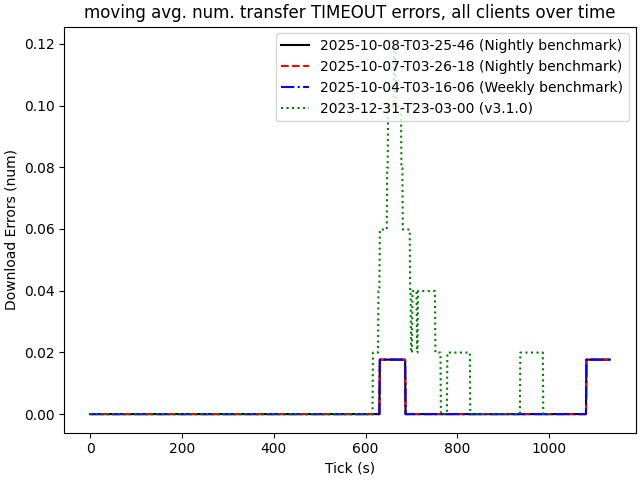 moving avg. num. transfer TIMEOUT errors, all clients over time
2025-10-08-T03-25-46 (Nightly benchmark)
2025-10-07-T03-26-18 (Nightly benchmark)
2025-10-04-T03-16-06 (Weekly benchmark)
2023-12-31-T23-03-00 (v3.1.0)
Download Errors (num)
0.12
0.10
0.08
0.06
0.04
0.02
0.00
0 200 400 600 800 1000
Tick (s)